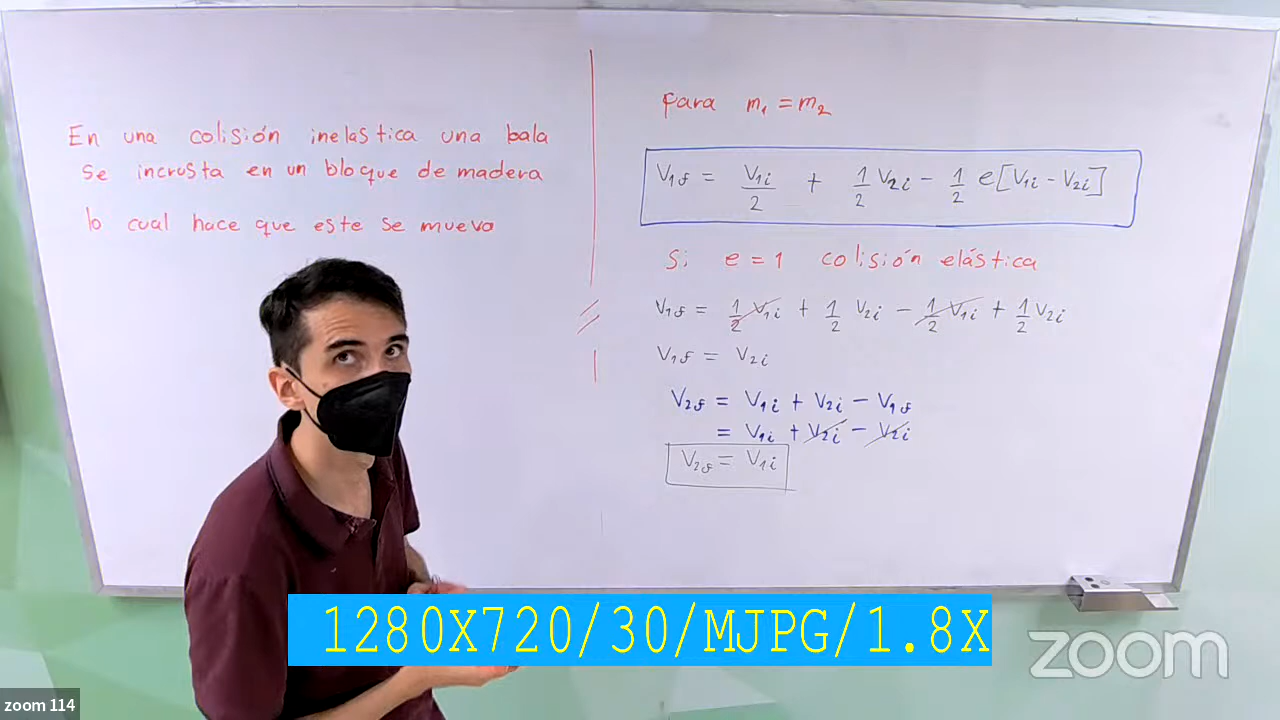 En una colisión inelastica una bala
se incrusta en un bloque de madera
lo cual hace que este se mueva
para m₁ = m₂
V₁f = V₁i/2 + 1/2 V₂i - 1/2 e[V₁i - V₂i]
Si e = 1 colisión elástica
V₁f = 1/2 V₁i + 1/2 V₂i - 1/2 V₁i + 1/2 V₂i
V₁f = V₂i
V₂f = V₁i + V₂i - V₁f
= V₁i + V₂i - V₂i
V₂f = V₁i
1280X720/30/MJPG/1.8X
zoom
zoom 114